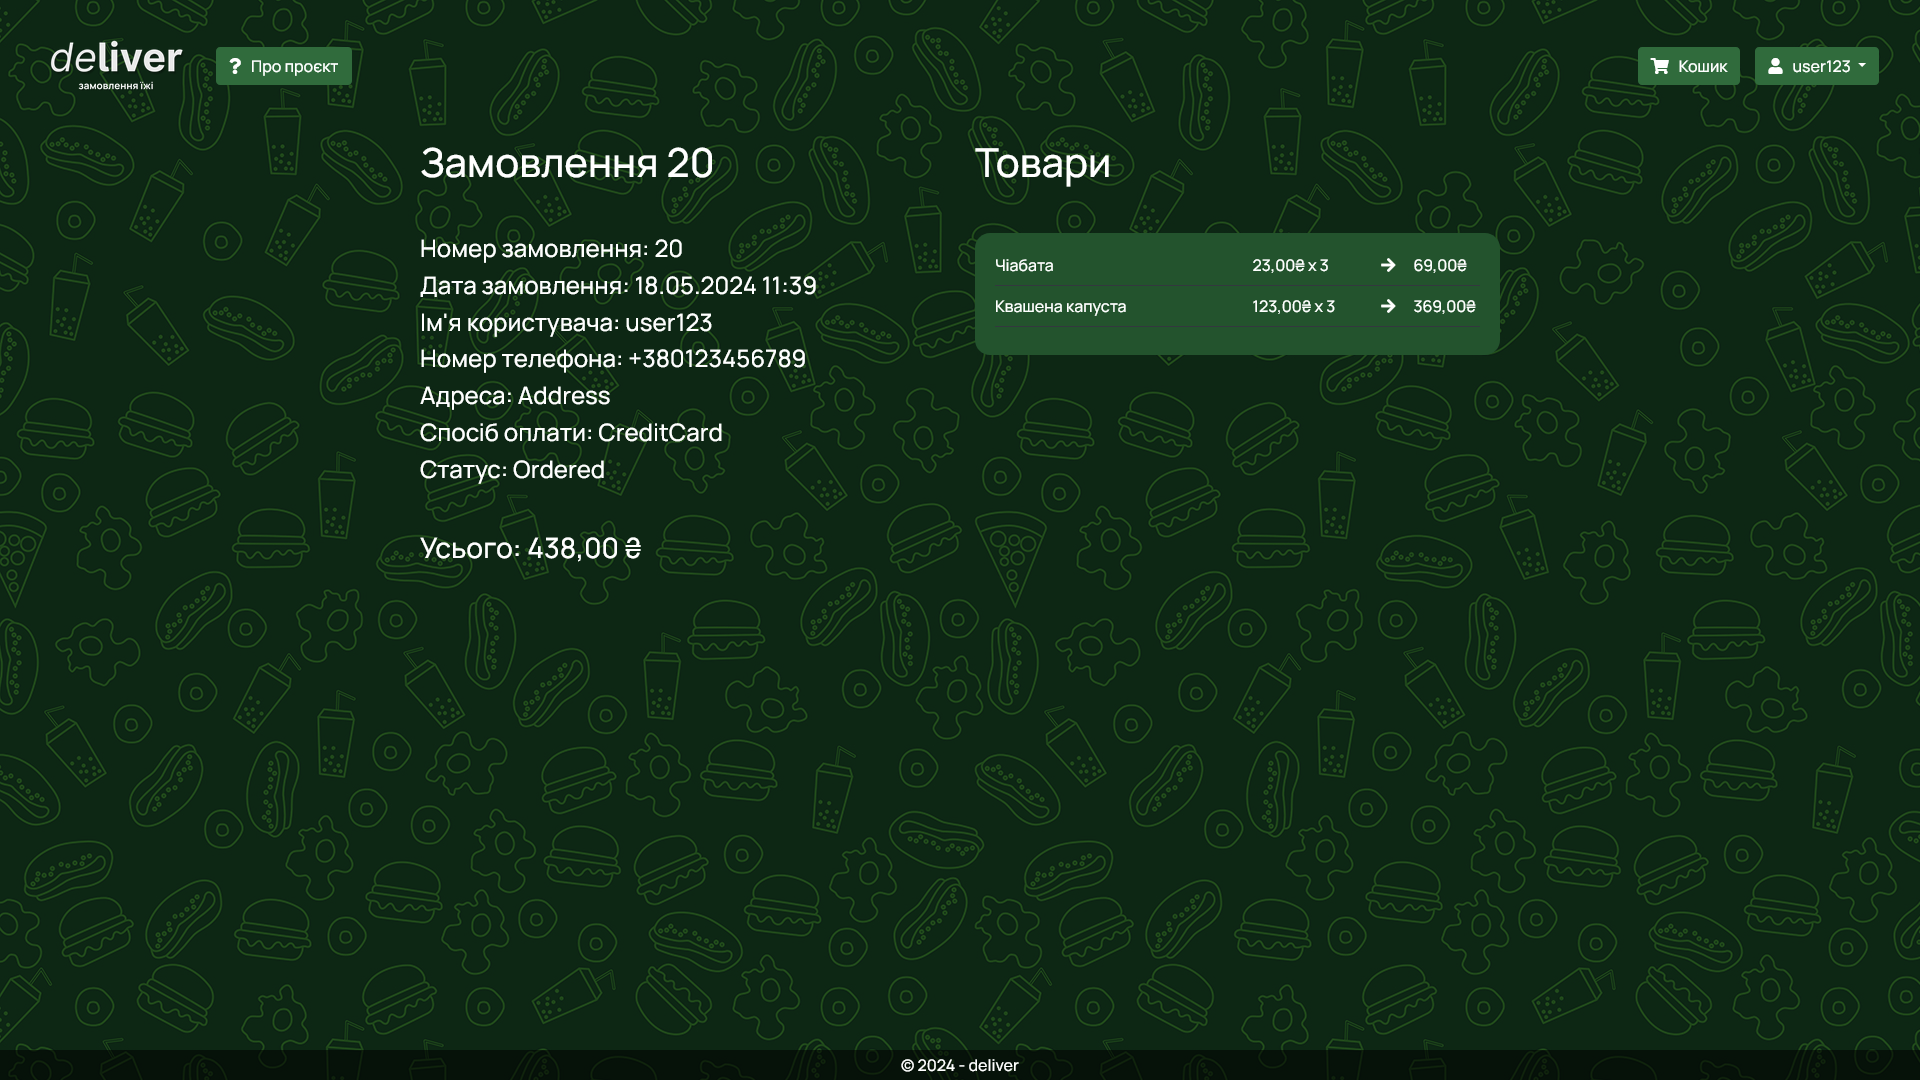 deliver
замовлення їжі
Про проєкт
Кошик
user123
Замовлення 20
Номер замовлення: 20
Дата замовлення: 18.05.2024 11:39
Ім'я користувача: user123
Номер телефона: +380123456789
Адреса: Address
Спосіб оплати: CreditCard
Статус: Ordered
Усього: 438,00 ₴
Товари
Чіабата 23,00₴ x 3 69,00₴
Квашена капуста 123,00₴ x 3 369,00₴
© 2024 - deliver